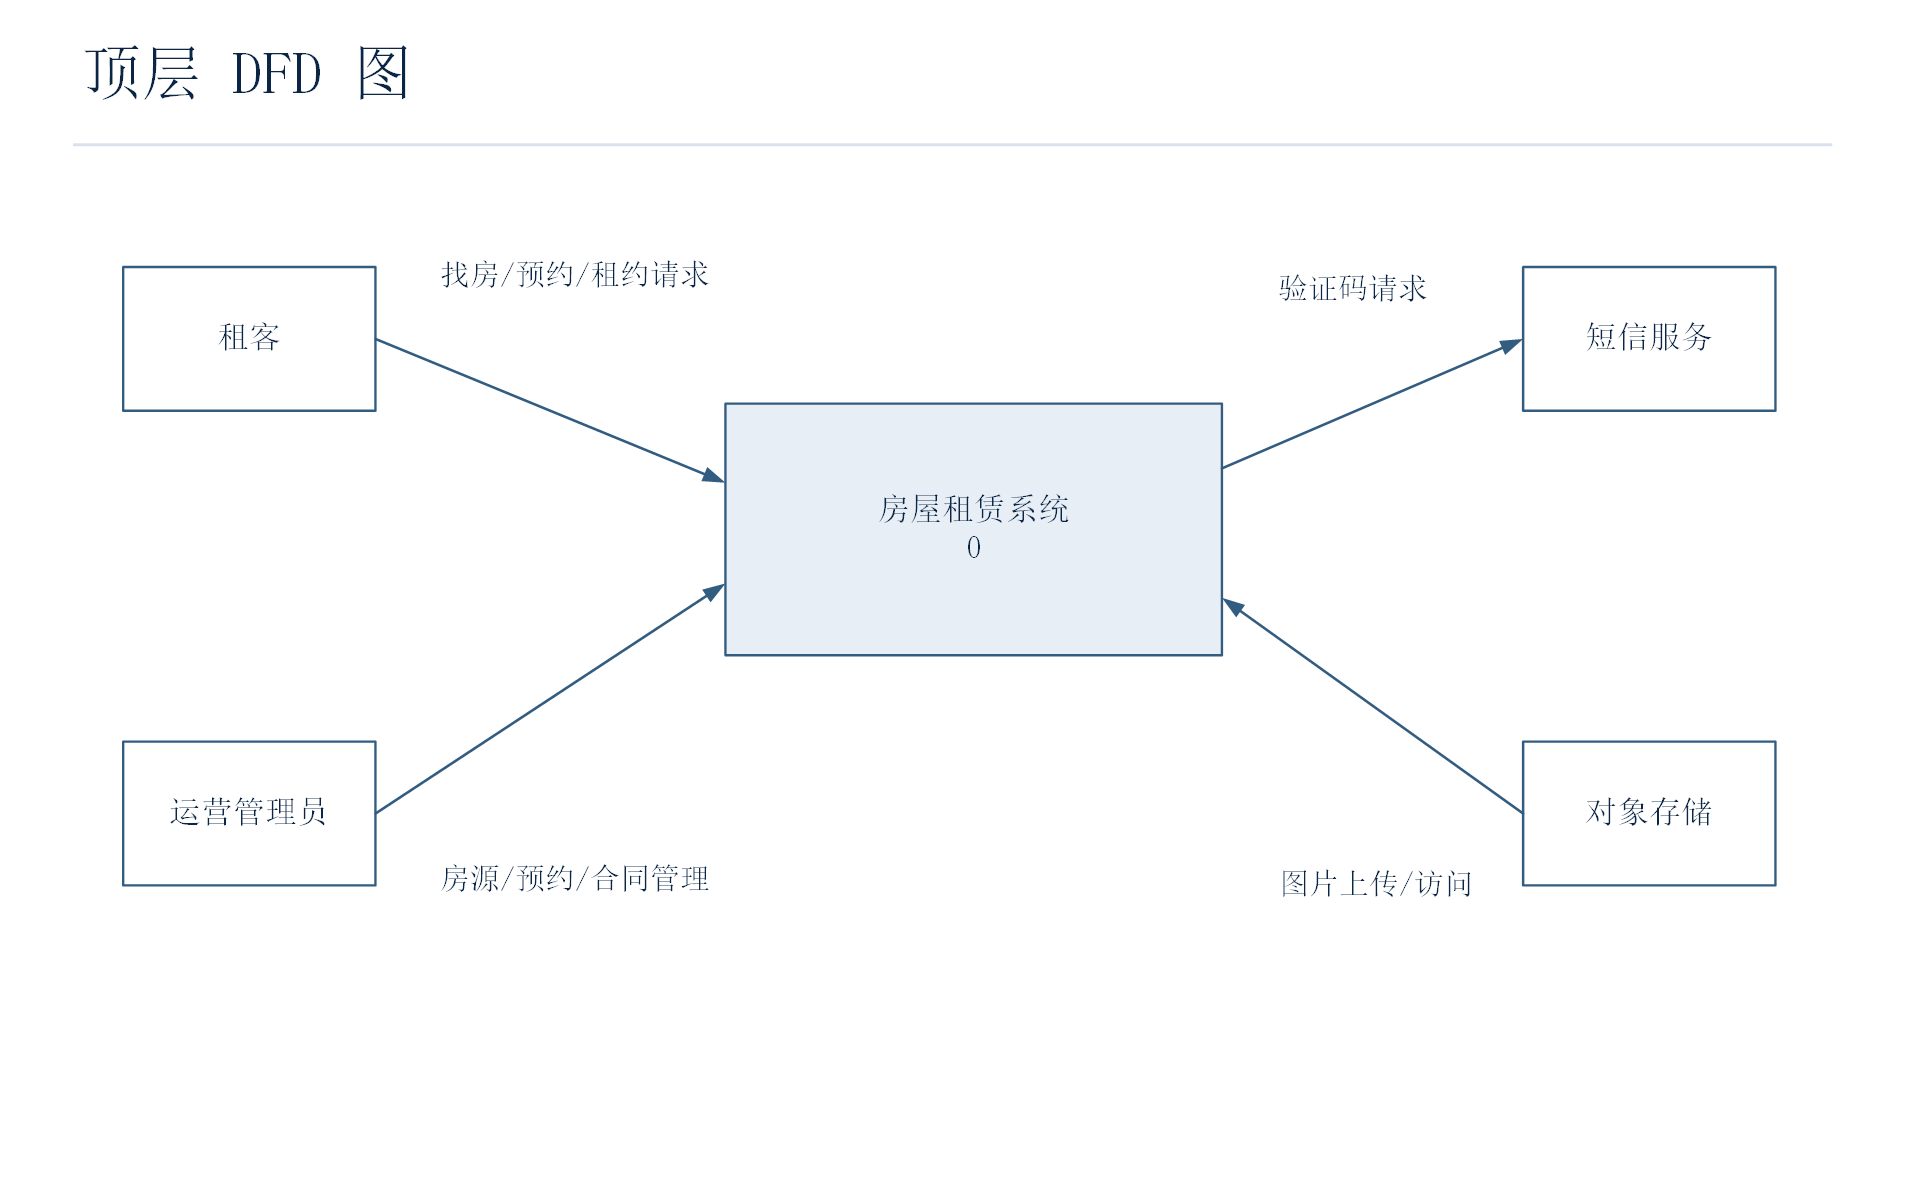 顶层 DFD 图
找房/预约/租约请求
验证码请求
租客
短信服务
房屋租赁系统
0
运营管理员
对象存储
房源/预约/合同管理
图片上传/访问